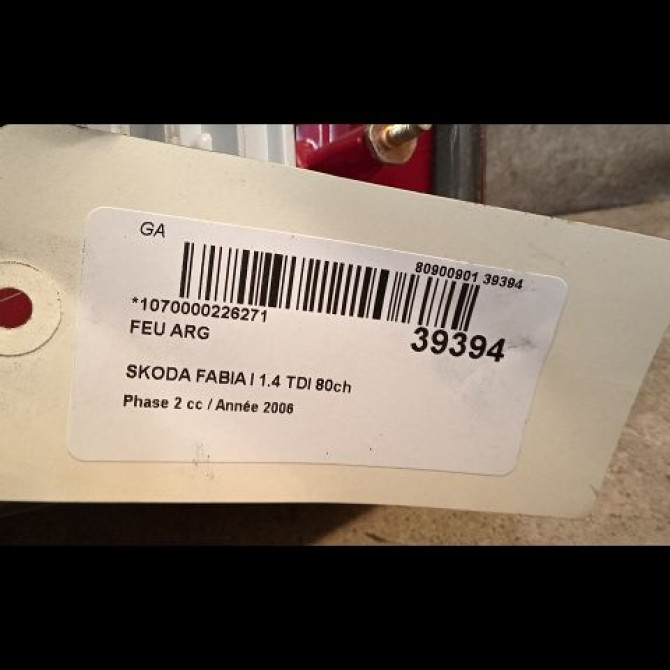 GA
80900901 39394
*1070000226271
FEU ARG
39394
SKODA FABIA I 1.4 TDI 80ch
Phase 2 cc / Année 2006